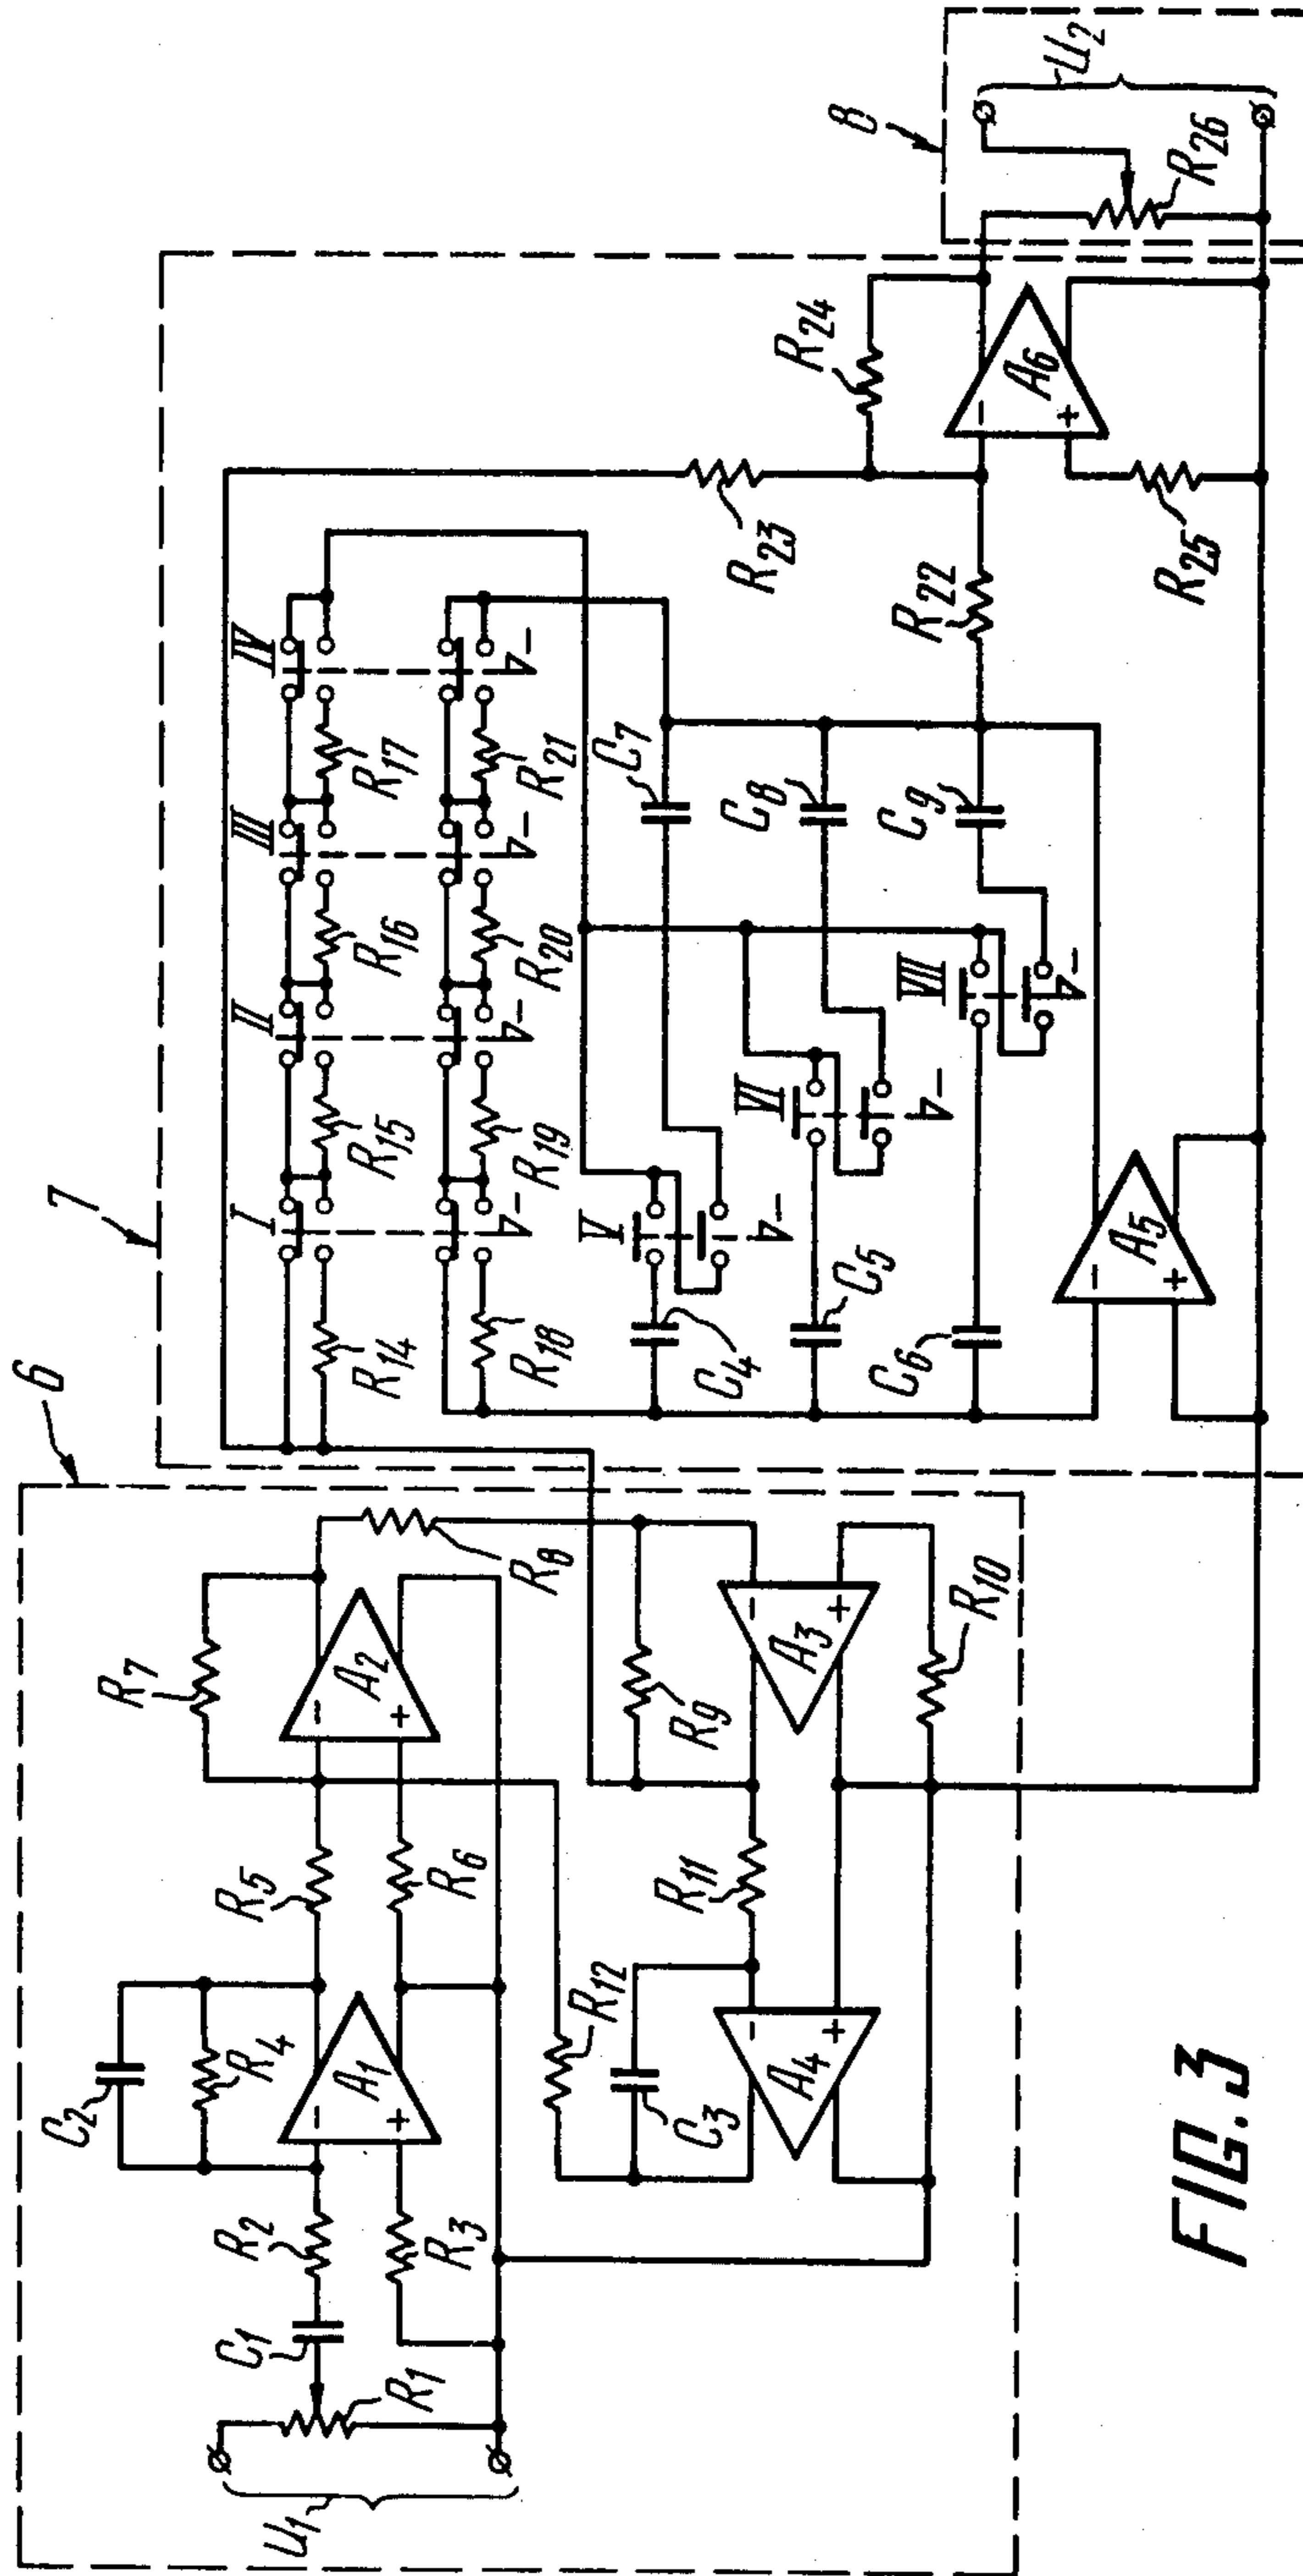 6
7
8
U1
R1
C1
R2
R3
C2
R4
A1
−
+
R5
R6
R7
A2
−
+
R8
R9
A3
−
+
R10
R11
R12
C3
A4
−
+
I
II
III
IV
R14
R15
R16
R17
R18
R19
R20
R21
V
VI
VII
C4
C5
C6
C7
C8
C9
A5
−
+
R22
R23
R24
R25
A6
−
+
R26
U2
FIG.3